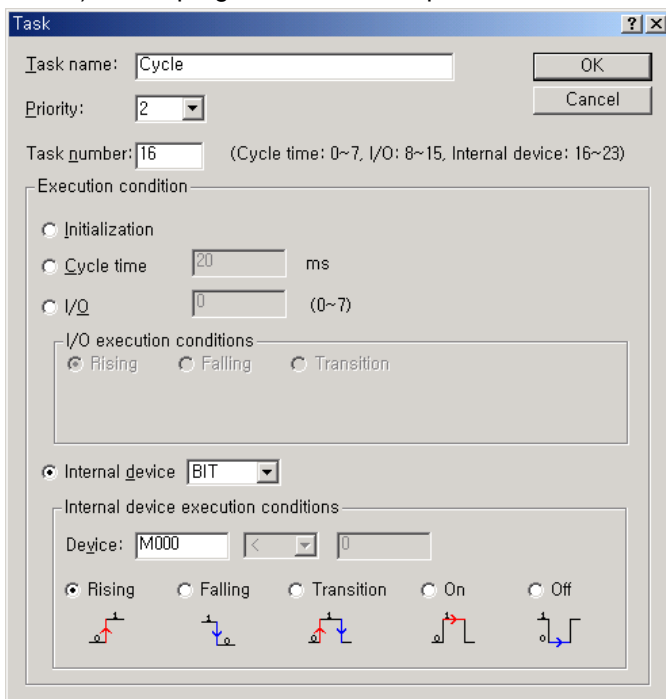 Task
Task name: Cycle
OK
Priority: 2
Cancel
Task number: 16 (Cycle time: 0~7, I/O: 8~15, Internal device: 16~23)
Execution condition
Initialization
Cycle time 20 ms
I/O 0 (0~7)
I/O execution conditions
Rising Falling Transition
Internal device BIT
Internal device execution conditions
Device: M000 < 0
Rising Falling Transition On Off